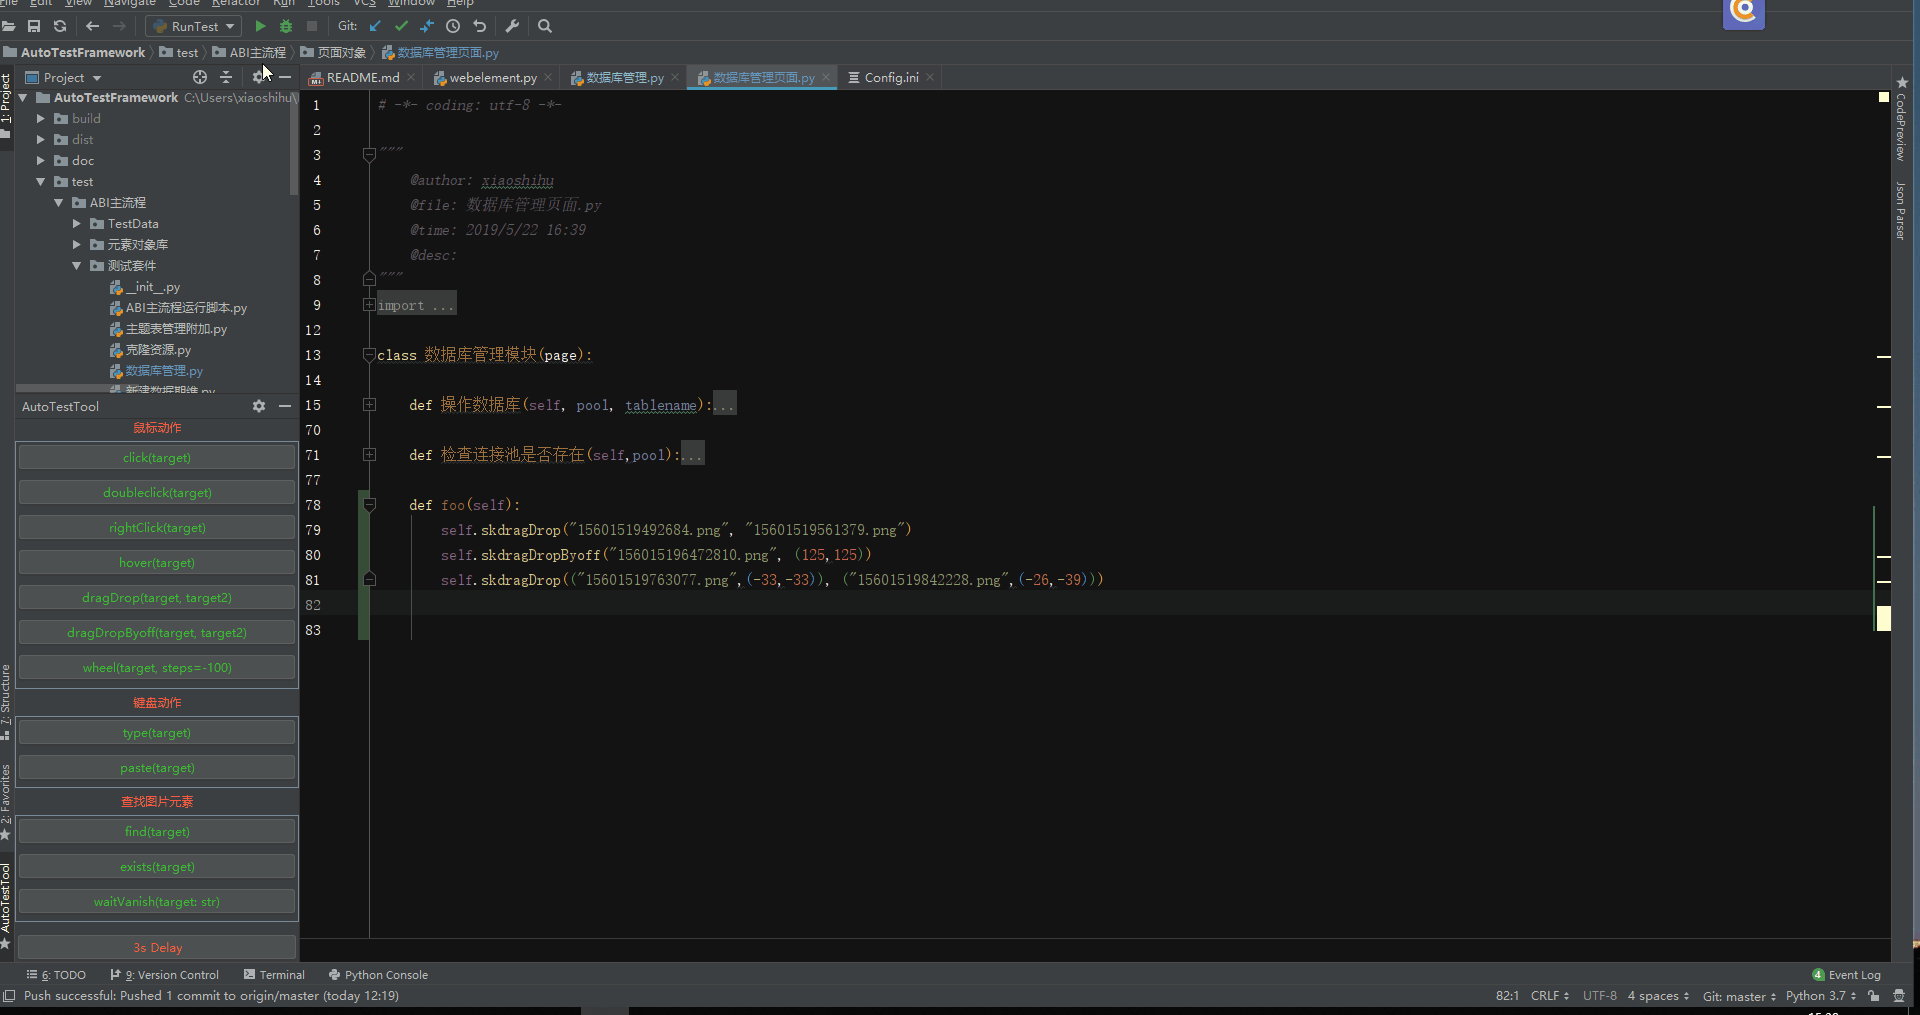 File Edit View Navigate Code Refactor Run Tools VCS Window Help
RunTest Git:
AutoTestFramework test ABI主流程 页面对象 数据库管理页面.py
1: Project
Project
README.md webelement.py 数据库管理.py 数据库管理页面.py Config.ini
AutoTestFramework C:\Users\xiaoshihu\
build
dist
doc
test
ABI主流程
TestData
元素对象库
测试套件
__init__.py
ABI主流程运行脚本.py
主题表管理附加.py
克隆资源.py
数据库管理.py
新建数据期维.py
AutoTestTool
鼠标动作
click(target)
doubleclick(target)
rightClick(target)
hover(target)
dragDrop(target, target2)
dragDropByoff(target, target2)
wheel(target, steps=-100)
键盘动作
type(target)
paste(target)
查找图片元素
find(target)
exists(target)
waitVanish(target: str)
3s Delay
7: Structure
2: Favorites
AutoTestTool
1 # -*- coding: utf-8 -*-
2
3 """
4 @author: xiaoshihu
5 @file: 数据库管理页面.py
6 @time: 2019/5/22 16:39
7 @desc:
8 """
9 import ...
12
13 class 数据库管理模块(page):
14
15 def 操作数据库(self, pool, tablename):...
70
71 def 检查连接池是否存在(self,pool):...
77
78 def foo(self):
79 self.skdragDrop("15601519492684.png", "15601519561379.png")
80 self.skdragDropByoff("156015196472810.png", (125,125))
81 self.skdragDrop(("15601519763077.png",(-33,-33)), ("15601519842228.png",(-26,-39)))
82
83
CodePreview
Json Parser
6: TODO 9: Version Control Terminal Python Console 4 Event Log
Push successful: Pushed 1 commit to origin/master (today 12:19) 82:1 CRLF UTF-8 4 spaces Git: master Python 3.7